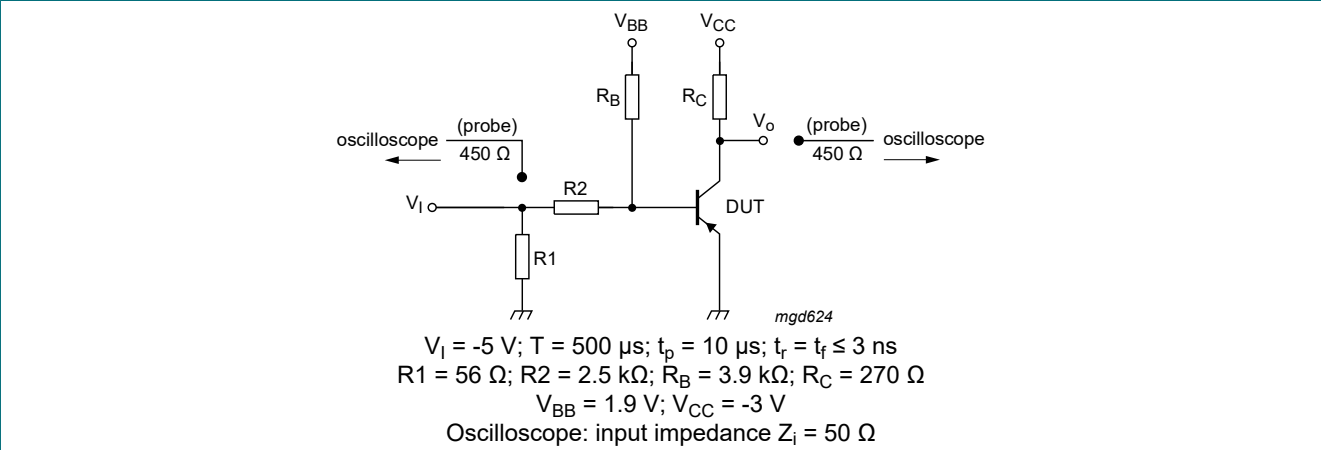 V_BB V_CC
R_B R_C
V_o
(probe) (probe)
oscilloscope oscilloscope
450 Ω 450 Ω
R2
V_I DUT
R1
mgd624
V_I = -5 V; T = 500 µs; t_p = 10 µs; t_r = t_f ≤ 3 ns
R1 = 56 Ω; R2 = 2.5 kΩ; R_B = 3.9 kΩ; R_C = 270 Ω
V_BB = 1.9 V; V_CC = -3 V
Oscilloscope: input impedance Z_i = 50 Ω